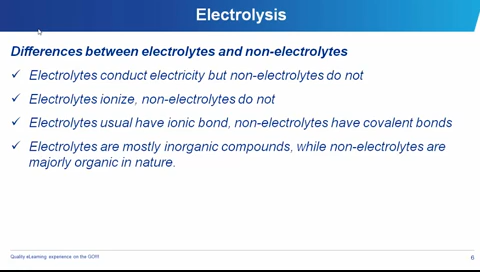 Electrolysis
Differences between electrolytes and non-electrolytes
✓ Electrolytes conduct electricity but non-electrolytes do not
✓ Electrolytes ionize, non-electrolytes do not
✓ Electrolytes usual have ionic bond, non-electrolytes have covalent bonds
✓ Electrolytes are mostly inorganic compounds, while non-electrolytes are
majorly organic in nature.
Quality eLearning experience on the GO!!!
6